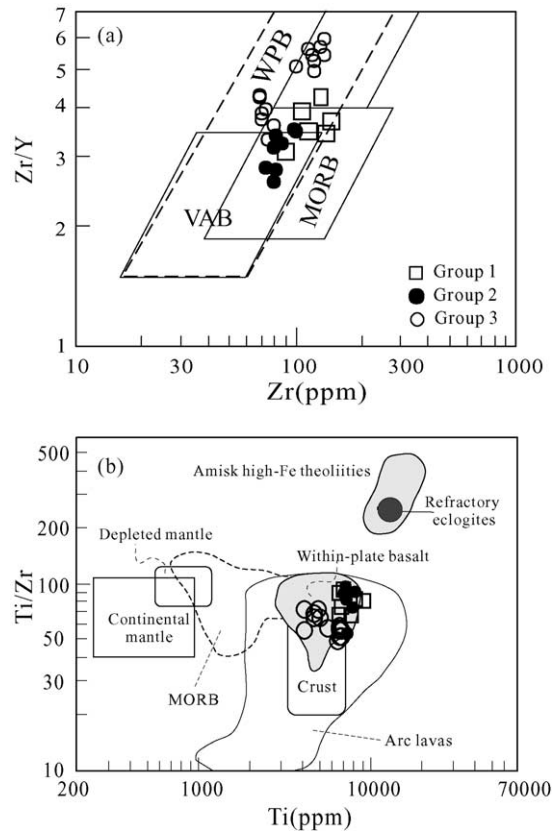 (a)
7
6
5
4
3
2
1
Zr/Y
WPB
VAB
MORB
Group 1
Group 2
Group 3
10
30
100
300
1000
Zr(ppm)
(b)
500
200
100
50
30
10
Ti/Zr
Amisk high-Fe theoliities
Refractory
eclogites
Depleted mantle
Within-plate basalt
Continental
mantle
MORB
Crust
Arc lavas
200
1000
10000
70000
Ti(ppm)